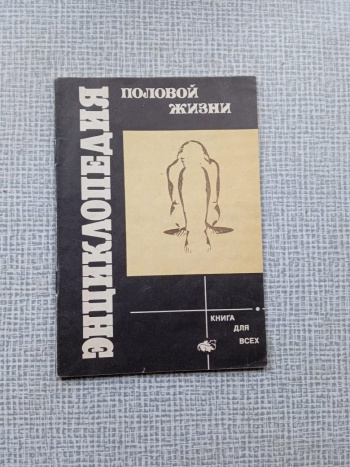 ЭНЦИКЛОПЕДИЯ
ПОЛОВОЙ
ЖИЗНИ
КНИГА
ДЛЯ
ВСЕХ